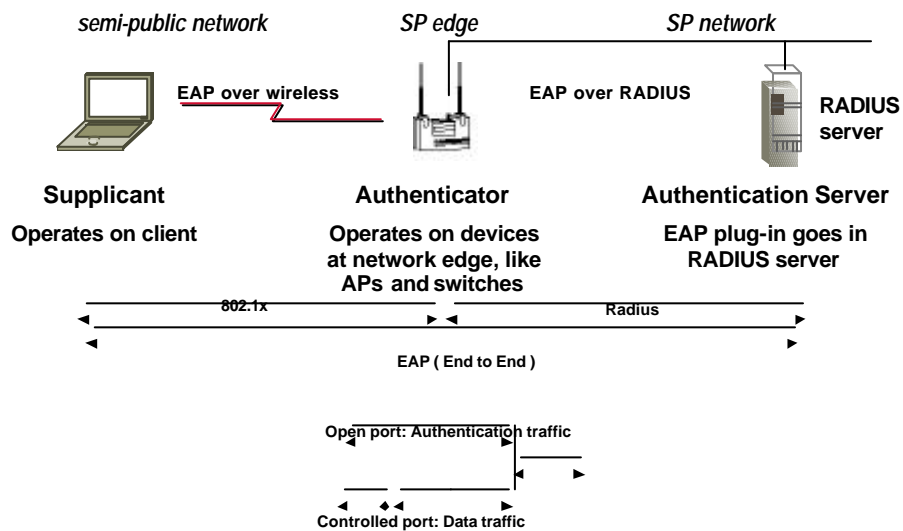 semi-public network
SP edge
SP network
EAP over wireless
EAP over RADIUS
RADIUS
server
Supplicant
Authenticator
Authentication Server
Operates on client
Operates on devices
at network edge, like
APs and switches
EAP plug-in goes in
RADIUS server
802.1x
Radius
EAP ( End to End )
Open port: Authentication traffic
Controlled port: Data traffic